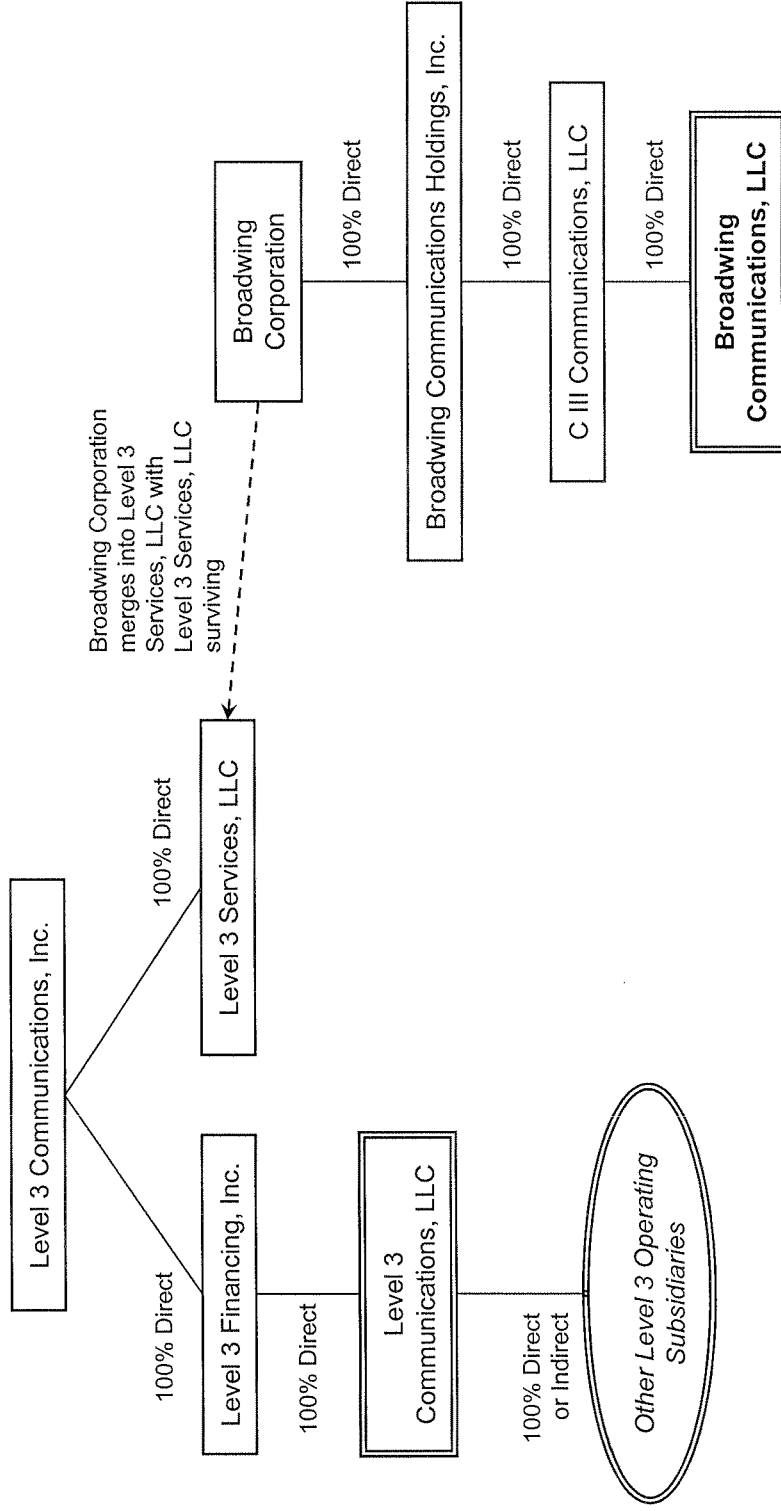 Level 3 Communications, Inc.
100% Direct
100% Direct
Level 3 Financing, Inc.
Level 3 Services, LLC
Broadwing Corporation
merges into Level 3
Services, LLC with
Level 3 Services, LLC
surviving
Broadwing
Corporation
100% Direct
Level 3
Communications, LLC
100% Direct
or Indirect
Other Level 3 Operating
Subsidiaries
100% Direct
Broadwing Communications Holdings, Inc.
100% Direct
C III Communications, LLC
100% Direct
Broadwing
Communications, LLC